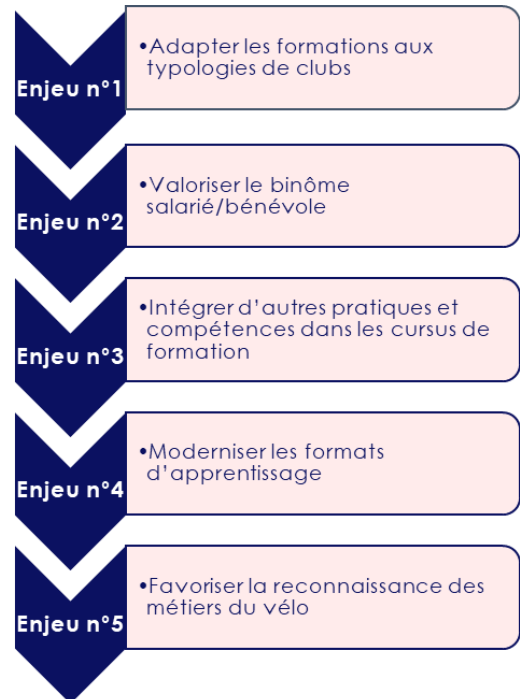 Enjeu n°1
•Adapter les formations aux
typologies de clubs
Enjeu n°2
•Valoriser le binôme
salarié/bénévole
Enjeu n°3
•Intégrer d'autres pratiques et
compétences dans les cursus de
formation
Enjeu n°4
•Moderniser les formats
d'apprentissage
Enjeu n°5
•Favoriser la reconnaissance des
métiers du vélo